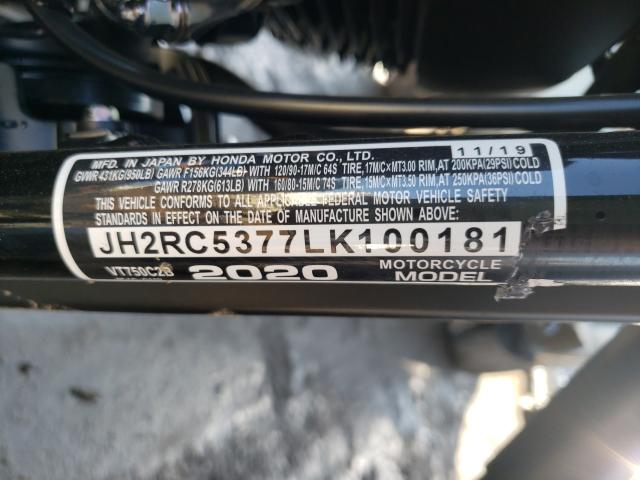 MFD. IN JAPAN BY HONDA MOTOR CO., LTD. 11/19
GVWR 431KG(950LB) GAWR F156KG(344LB) WITH 120/90-17M/C 64S TIRE, 17M/C×MT3.00 RIM, AT 200KPA(29PSI)COLD
GAWR R278KG(613LB) WITH 160/80-15M/C 74S TIRE, 15M/C×MT3.50 RIM, AT 250KPA(36PSI)COLD
THIS VEHICLE CONFORMS TO ALL APPLICABLE FEDERAL MOTOR VEHICLE SAFETY
STANDARDS IN EFFECT ON THE DATE OF MANUFACTURE SHOWN ABOVE:
JH2RC5377LK100181
VT750C2B 2020 MOTORCYCLE MODEL